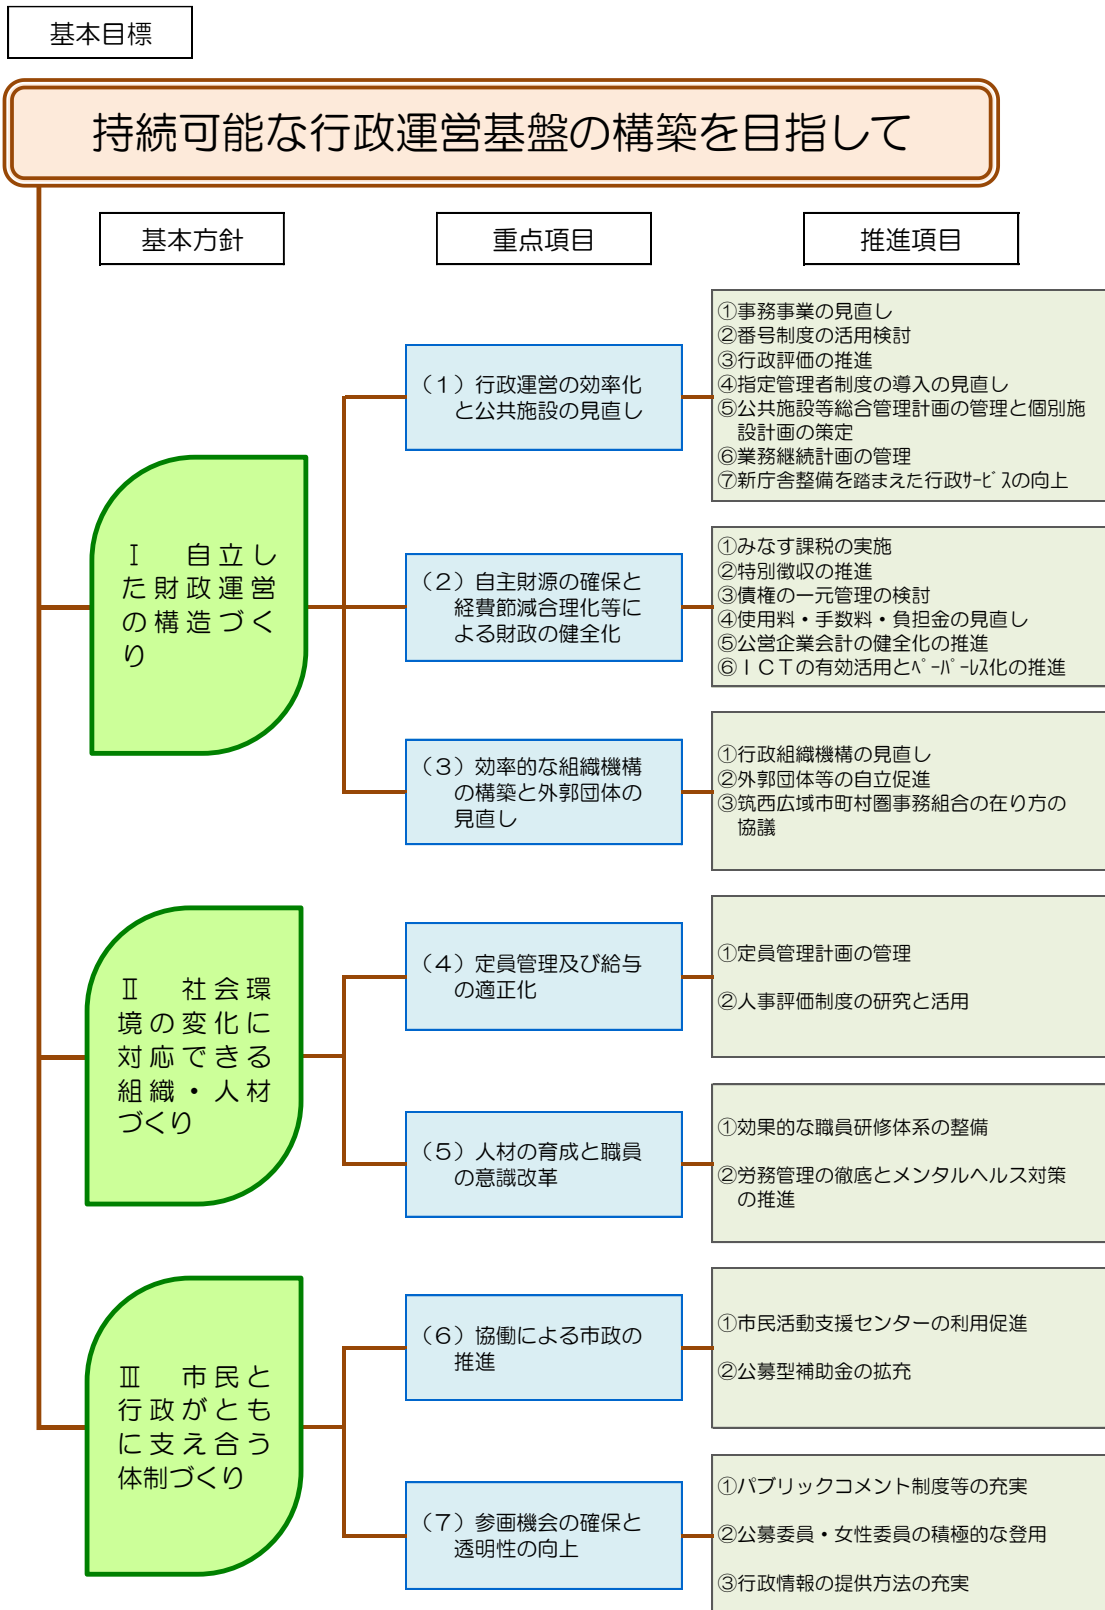 基本目標
持続可能な行政運営基盤の構築を目指して
基本方針
重点項目
推進項目
Ⅰ　自立し
た財政運営
の構造づく
り
（１）行政運営の効率化
と公共施設の見直し
①事務事業の見直し
②番号制度の活用検討
③行政評価の推進
④指定管理者制度の導入の見直し
⑤公共施設等総合管理計画の管理と個別施
設計画の策定
⑥業務継続計画の管理
⑦新庁舎整備を踏まえた行政ｻｰﾋﾞｽの向上
（２）自主財源の確保と
経費節減合理化等に
よる財政の健全化
①みなす課税の実施
②特別徴収の推進
③債権の一元管理の検討
④使用料・手数料・負担金の見直し
⑤公営企業会計の健全化の推進
⑥ＩＣＴの有効活用とﾍﾟｰﾊﾟｰﾚｽ化の推進
（３）効率的な組織機構
の構築と外郭団体の
見直し
①行政組織機構の見直し
②外郭団体等の自立促進
③筑西広域市町村圏事務組合の在り方の
協議
Ⅱ　社会環
境の変化に
対応できる
組織・人材
づくり
（４）定員管理及び給与
の適正化
①定員管理計画の管理
②人事評価制度の研究と活用
（５）人材の育成と職員
の意識改革
①効果的な職員研修体系の整備
②労務管理の徹底とメンタルヘルス対策
の推進
Ⅲ　市民と
行政がとも
に支え合う
体制づくり
（６）協働による市政の
推進
①市民活動支援センターの利用促進
②公募型補助金の拡充
（７）参画機会の確保と
透明性の向上
①パブリックコメント制度等の充実
②公募委員・女性委員の積極的な登用
③行政情報の提供方法の充実